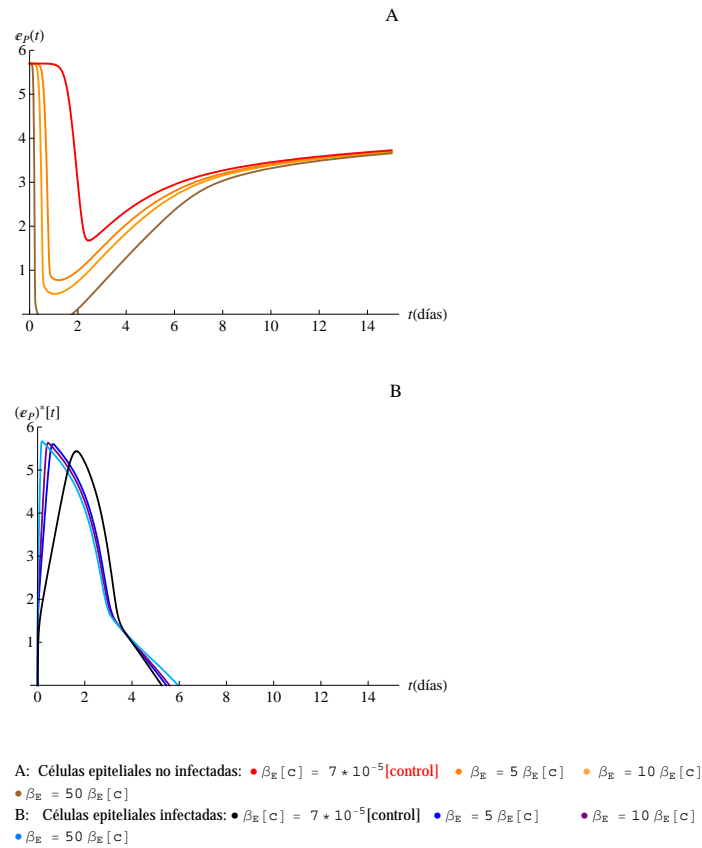 A
e_P(t)
6
5
4
3
2
1
0 2 4 6 8 10 12 14 t(días)
B
(e_P)*[t]
6
5
4
3
2
1
0 2 4 6 8 10 12 14 t(días)
A: Células epiteliales no infectadas: • β_E[c] = 7 * 10^-5[control] • β_E = 5 β_E[c] • β_E = 10 β_E[c]
• β_E = 50 β_E[c]
B: Células epiteliales infectadas: • β_E[c] = 7 * 10^-5[control] • β_E = 5 β_E[c] • β_E = 10 β_E[c]
• β_E = 50 β_E[c]